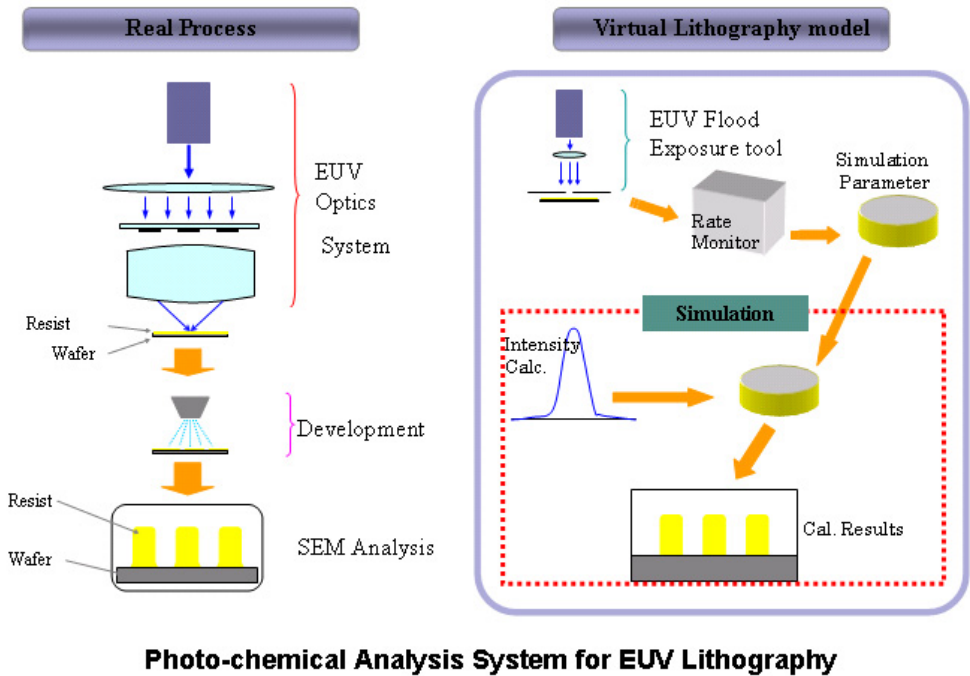 Real Process
EUV
Optics
System
Resist
Wafer
Development
Resist
Wafer
SEM Analysis
Virtual Lithography model
EUV Flood
Exposure tool
Simulation
Parameter
Rate
Monitor
Simulation
Intensity
Calc.
Cal. Results
Photo-chemical Analysis System for EUV Lithography